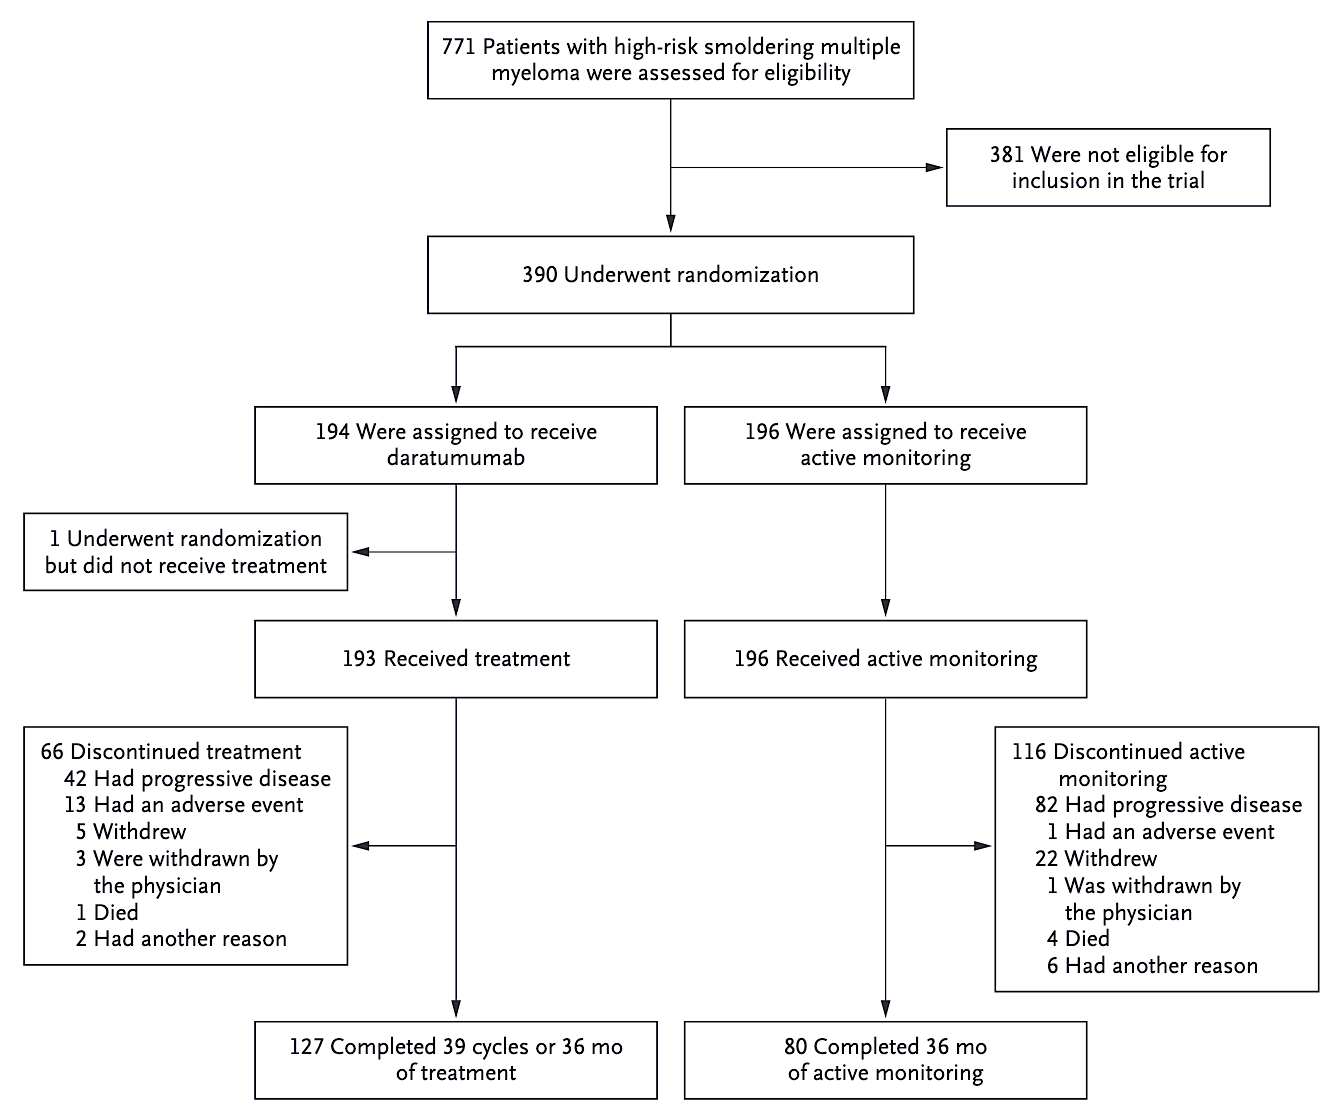 771 Patients with high-risk smoldering multiple
myeloma were assessed for eligibility
381 Were not eligible for
inclusion in the trial
390 Underwent randomization
194 Were assigned to receive
daratumumab
196 Were assigned to receive
active monitoring
1 Underwent randomization
but did not receive treatment
193 Received treatment
196 Received active monitoring
66 Discontinued treatment
42 Had progressive disease
13 Had an adverse event
5 Withdrew
3 Were withdrawn by
the physician
1 Died
2 Had another reason
116 Discontinued active
monitoring
82 Had progressive disease
1 Had an adverse event
22 Withdrew
1 Was withdrawn by
the physician
4 Died
6 Had another reason
127 Completed 39 cycles or 36 mo
of treatment
80 Completed 36 mo
of active monitoring